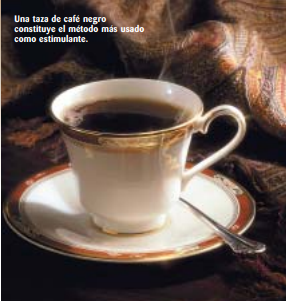 Una taza de café negro
constituye el método más usado
como estimulante.